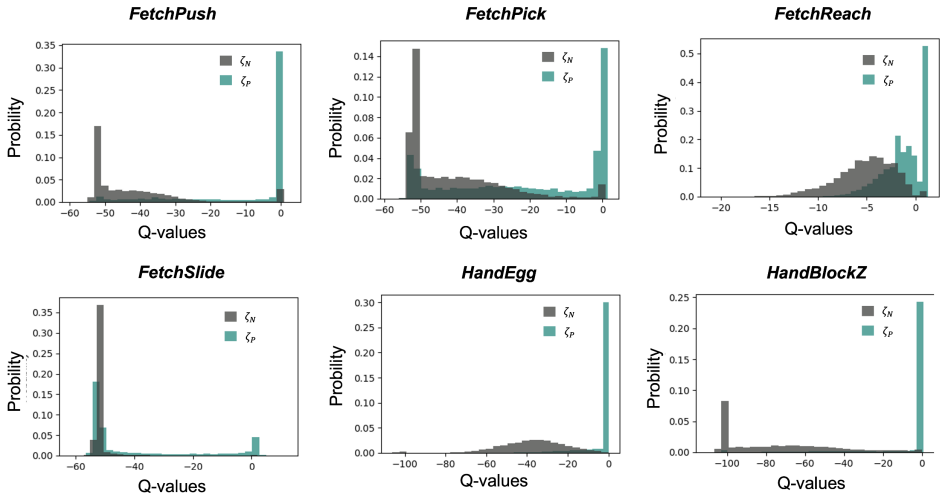 FetchPush
FetchPick
FetchReach
0.35
0.30
0.25
0.20
0.15
0.10
0.05
0.00
Probility
ζN
ζP
−60 −50 −40 −30 −20 −10 0
Q-values
0.14
0.12
0.10
0.08
0.06
0.04
0.02
0.00
Probility
ζN
ζP
−60 −50 −40 −30 −20 −10 0
Q-values
0.5
0.4
0.3
0.2
0.1
0.0
Probility
ζN
ζP
−20 −15 −10 −5 0
Q-values
FetchSlide
HandEgg
HandBlockZ
0.35
0.30
0.25
0.20
0.15
0.10
0.05
0.00
Probility
ζN
ζP
−60 −40 −20 0
Q-values
0.30
0.25
0.20
0.15
0.10
0.05
0.00
Probility
ζN
ζP
−100 −80 −60 −40 −20 0
Q-values
0.25
0.20
0.15
0.10
0.05
0.00
Probility
ζN
ζP
−100 −80 −60 −40 −20 0
Q-values